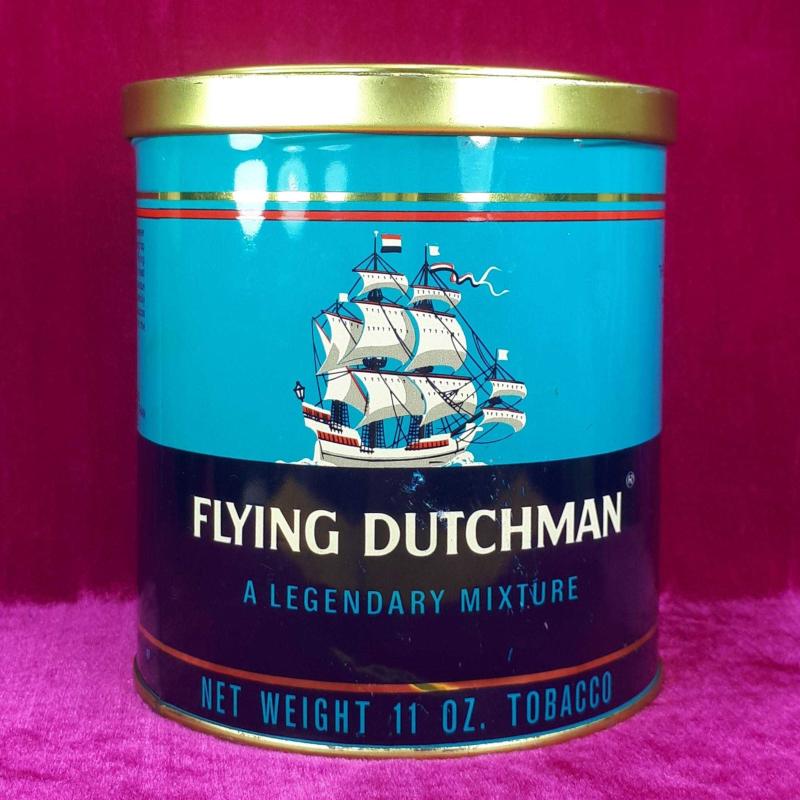 FLYING DUTCHMAN®
A LEGENDARY MIXTURE
NET WEIGHT 11 OZ. TOBACCO